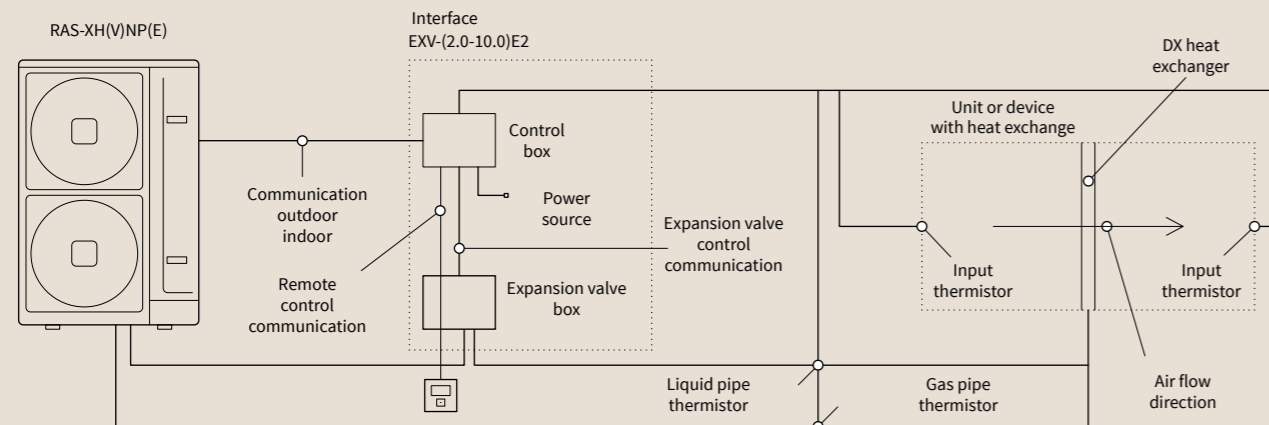 RAS-XH(V)NP(E)
Interface
EXV-(2.0-10.0)E2
DX heat
exchanger
Unit or device
with heat exchange
Control
box
Communication
outdoor
indoor
Power
source
Expansion valve
control
communication
Remote
control
communication
Expansion valve
box
Input
thermistor
Input
thermistor
Liquid pipe
thermistor
Gas pipe
thermistor
Air flow
direction